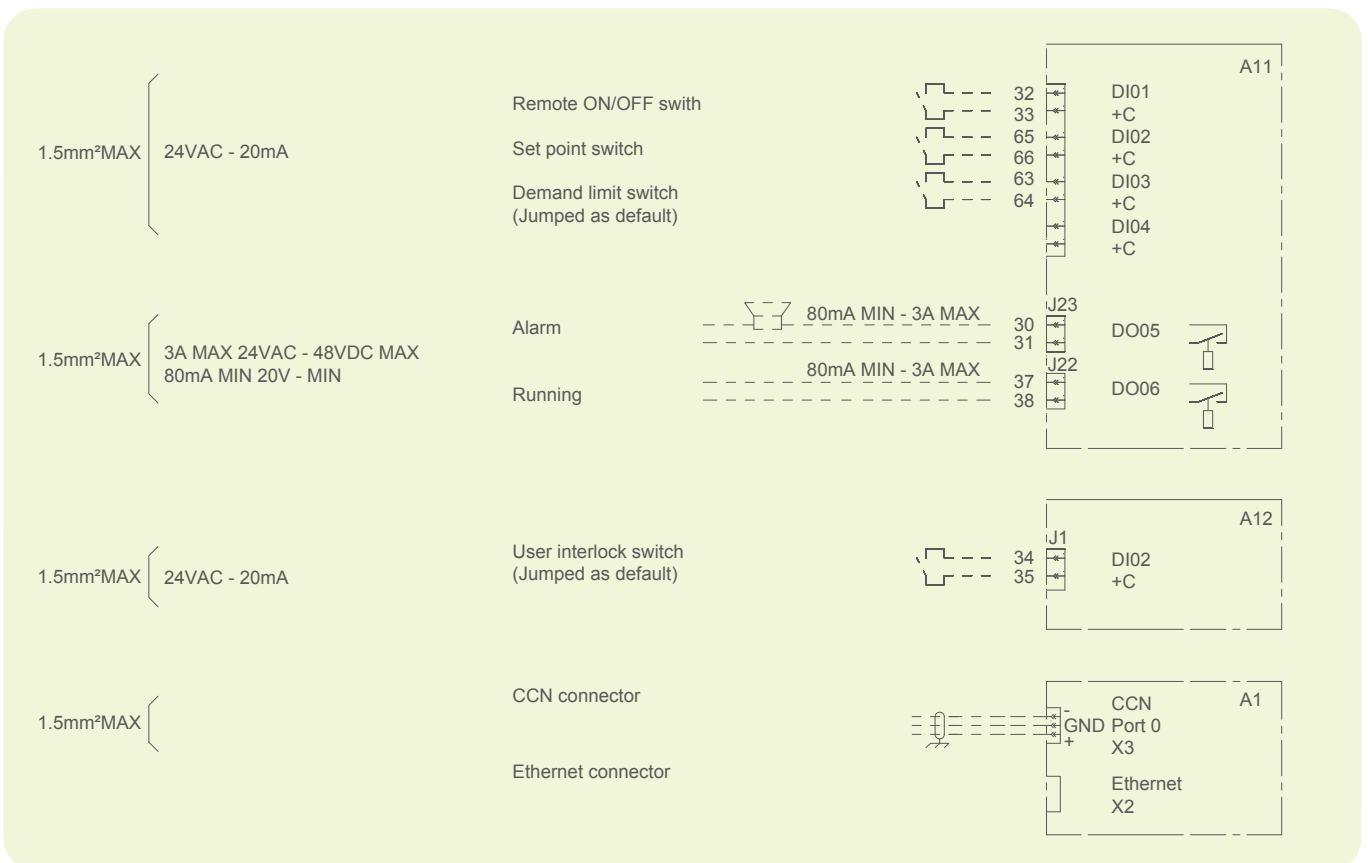 A11
Remote ON/OFF swith
32 DI01
33 +C
1.5mm²MAX 24VAC - 20mA
Set point switch
65 DI02
66 +C
Demand limit switch
(Jumped as default)
63 DI03
64 +C
DI04
+C
J23
1.5mm²MAX
3A MAX 24VAC - 48VDC MAX
80mA MIN 20V - MIN
Alarm
80mA MIN - 3A MAX
30
31
DO05
J22
Running
80mA MIN - 3A MAX
37
38
DO06
A12
J1
1.5mm²MAX 24VAC - 20mA
User interlock switch
(Jumped as default)
34 DI02
35 +C
A1
1.5mm²MAX
CCN connector
- CCN
GND Port 0
+ X3
Ethernet connector
Ethernet
X2